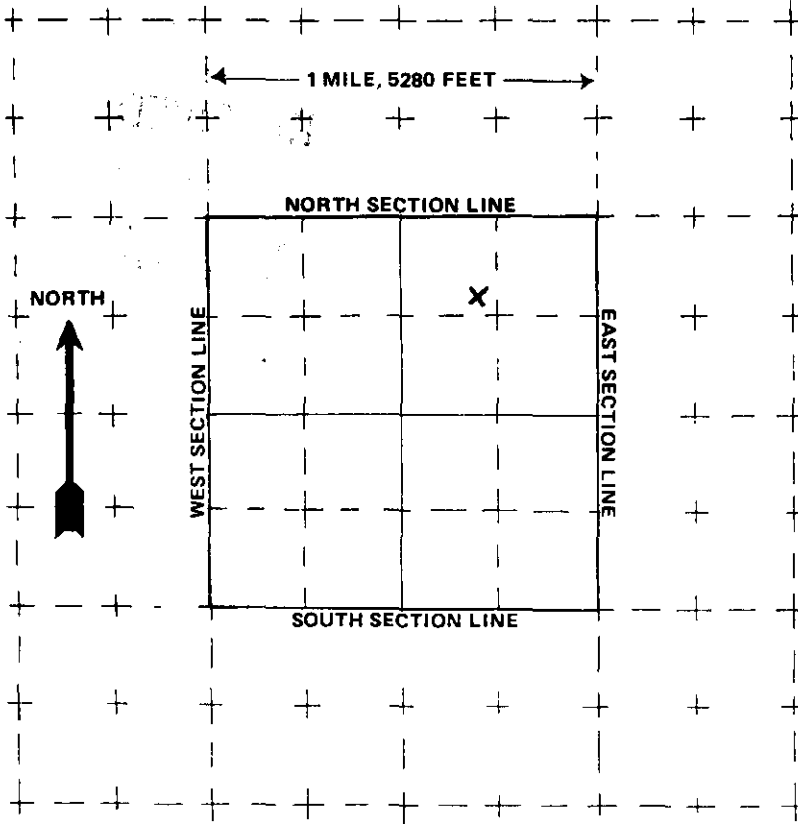 1 MILE, 5280 FEET
NORTH SECTION LINE
X
NORTH
WEST SECTION LINE
EAST SECTION LINE
SOUTH SECTION LINE